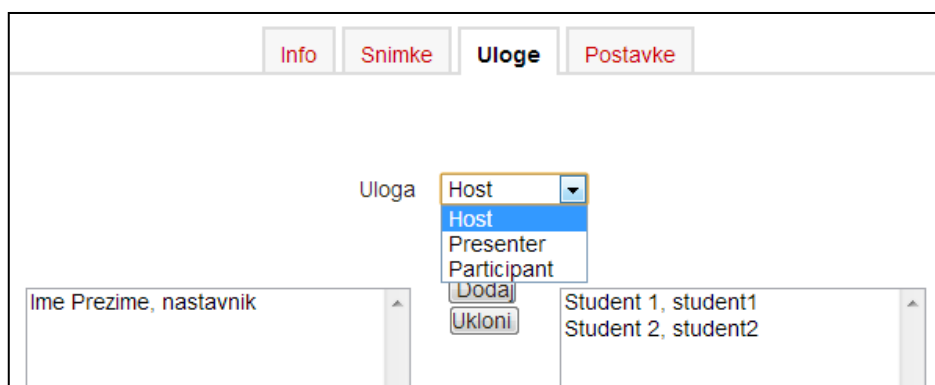 Info Snimke Uloge Postavke
Uloga Host
Host
Presenter
Participant
Dodaj
Ukloni
Ime Prezime, nastavnik
Student 1, student1
Student 2, student2